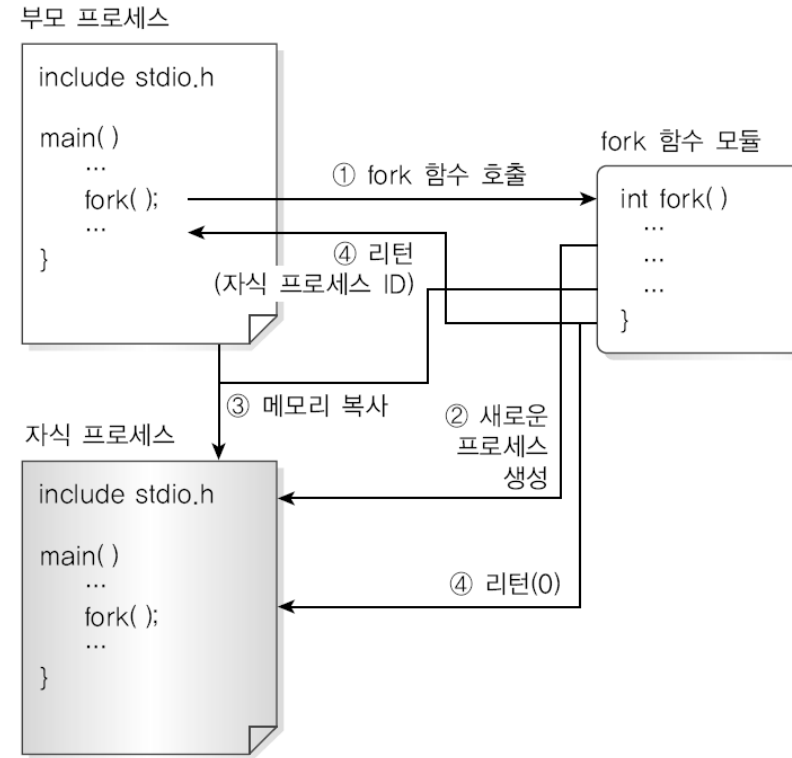 부모 프로세스
include stdio.h
main( )
...
fork( );
...
}
① fork 함수 호출
fork 함수 모듈
int fork( )
...
...
...
}
④ 리턴
(자식 프로세스 ID)
③ 메모리 복사
② 새로운
프로세스
생성
자식 프로세스
include stdio.h
main( )
...
fork( );
...
}
④ 리턴(0)